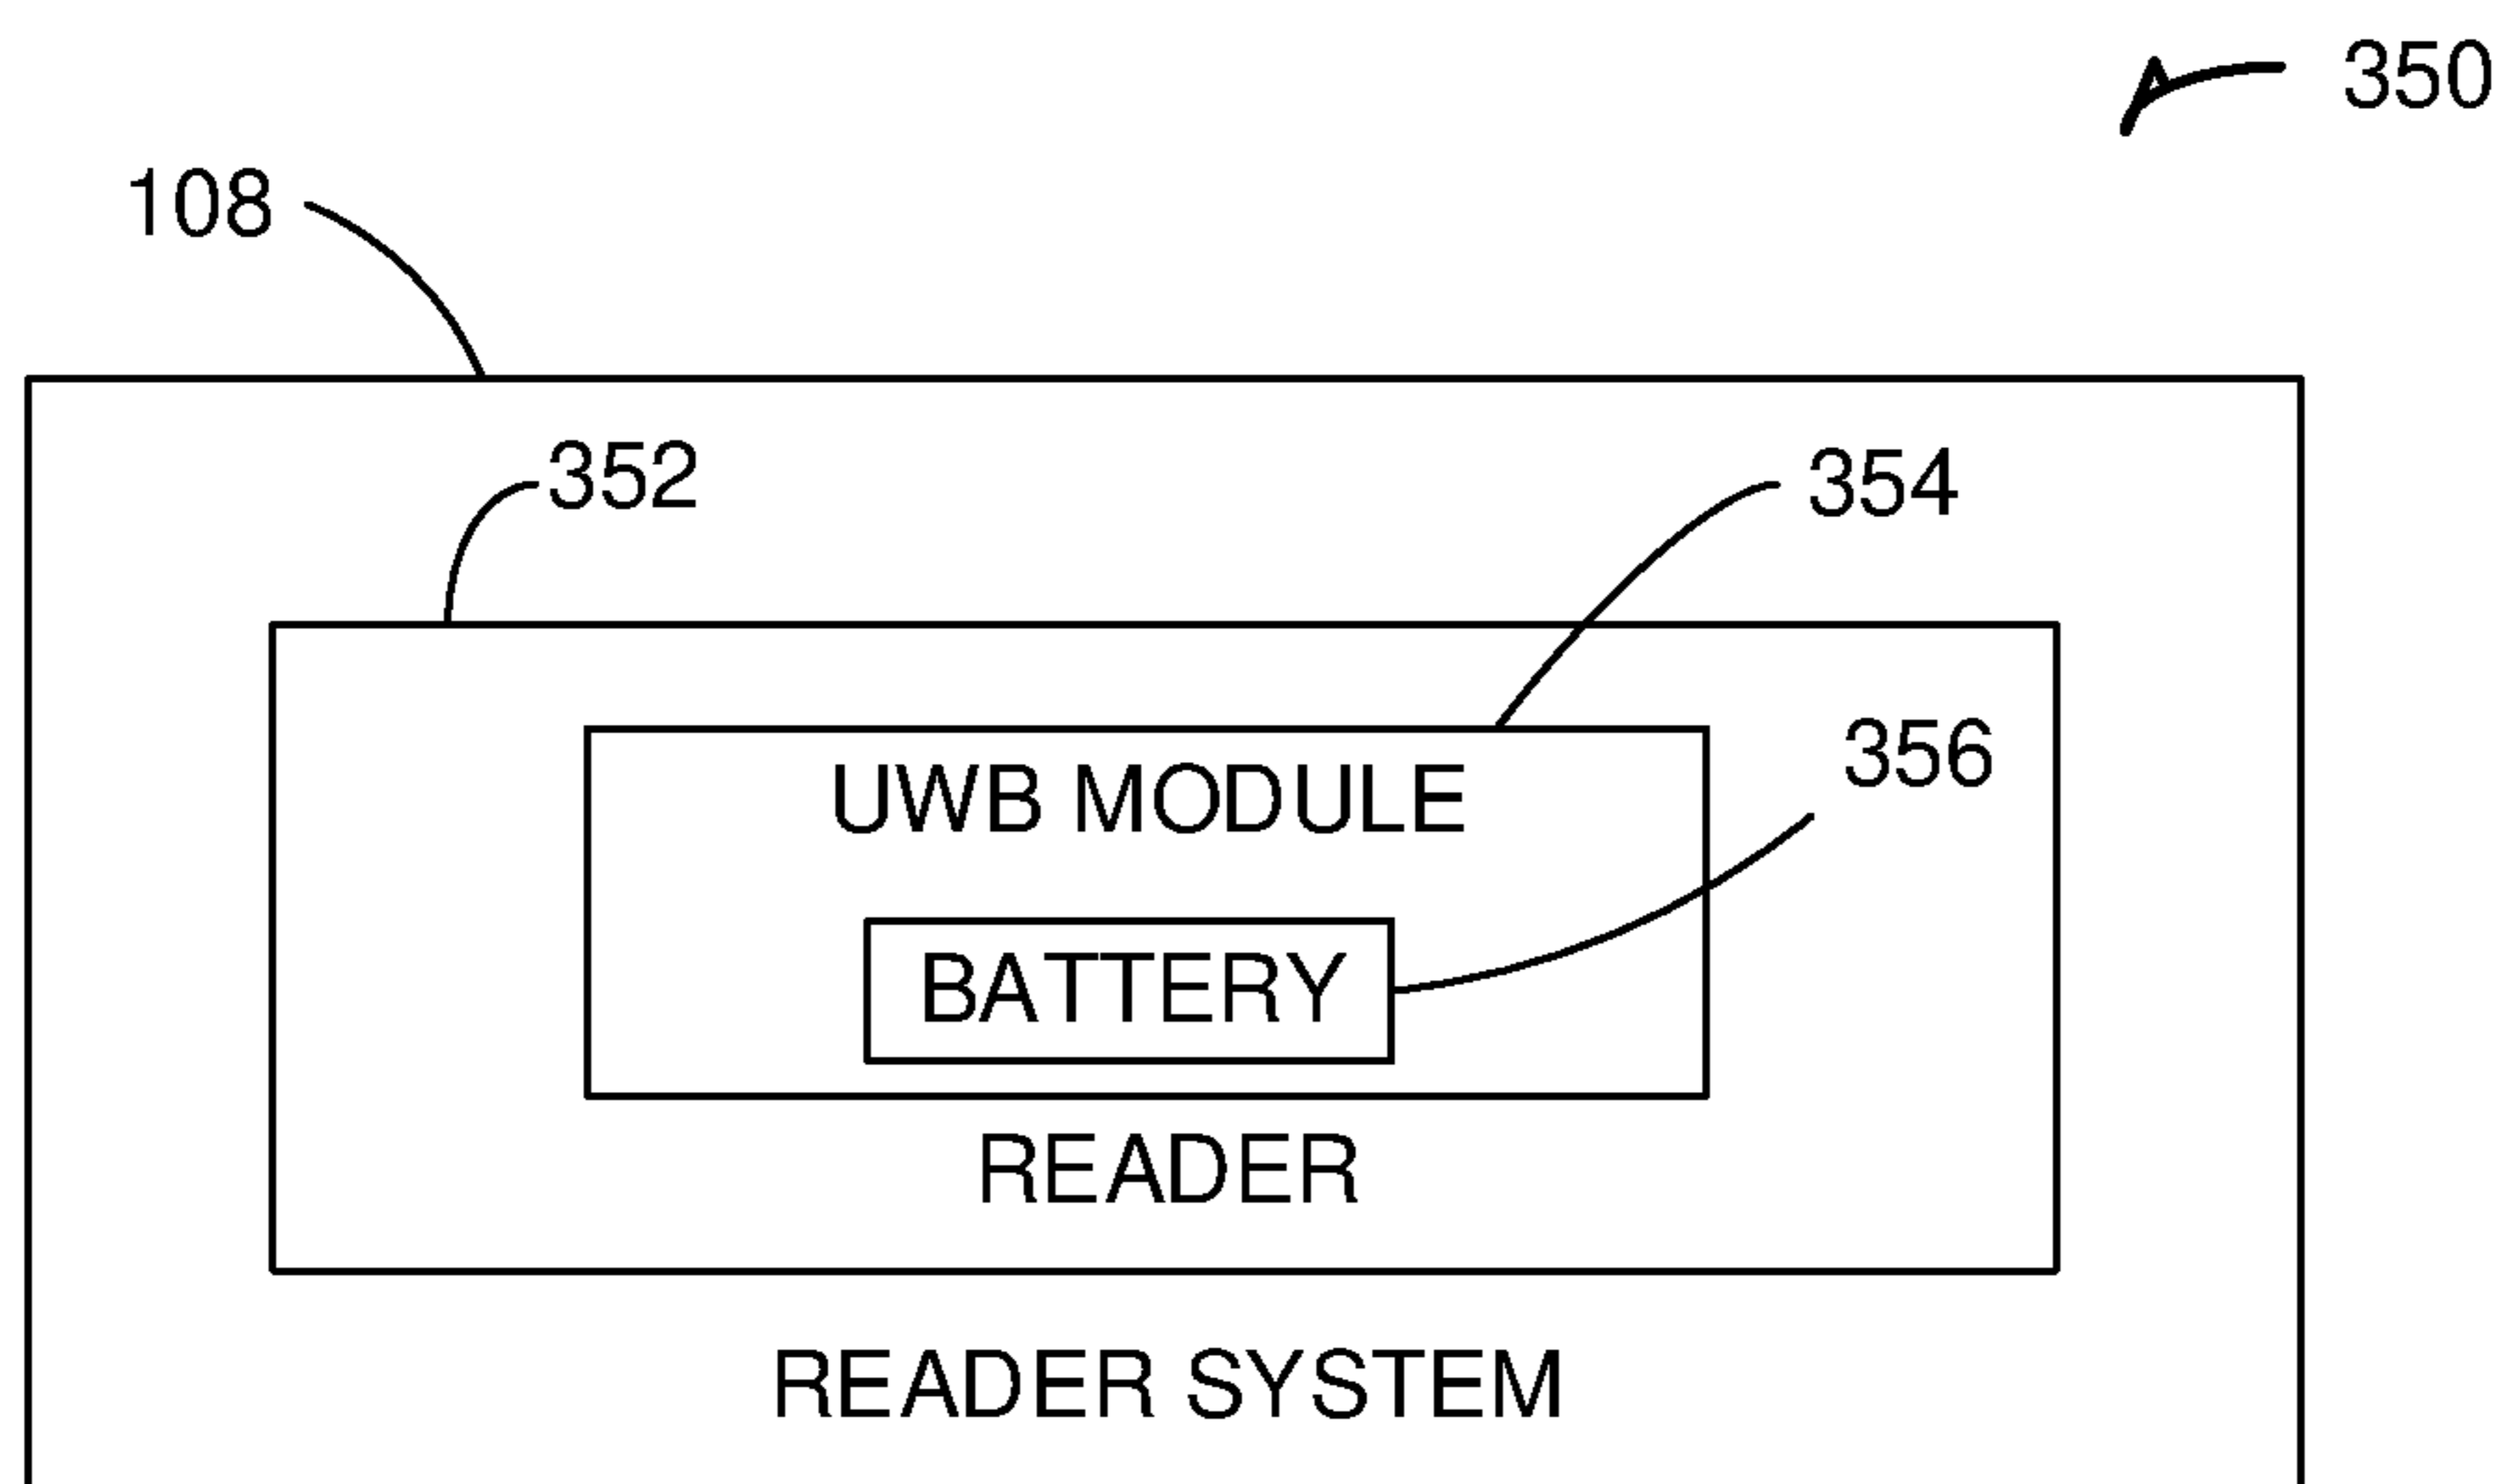 350
108
352
354
356
UWB MODULE
BATTERY
READER
READER SYSTEM